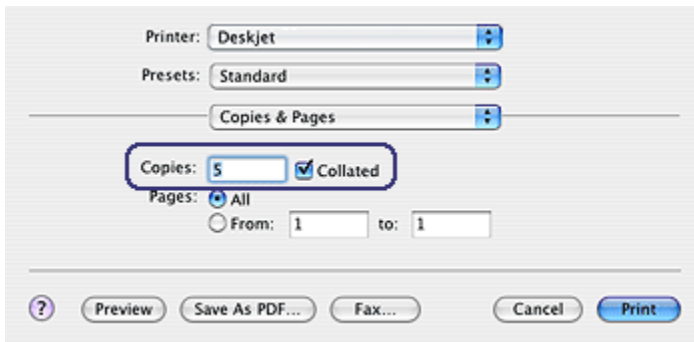 Printer: Deskjet
Presets: Standard
Copies & Pages
Copies: 5 Collated
Pages: All
From: 1 to: 1
? Preview Save As PDF... Fax... Cancel Print